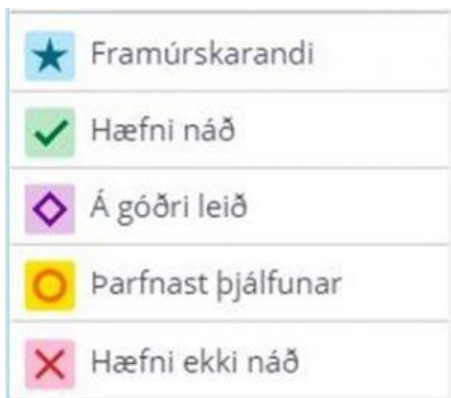 Framúrskarandi
Hæfni náð
Á góðri leið
Þarfnast þjálfunar
Hæfni ekki náð